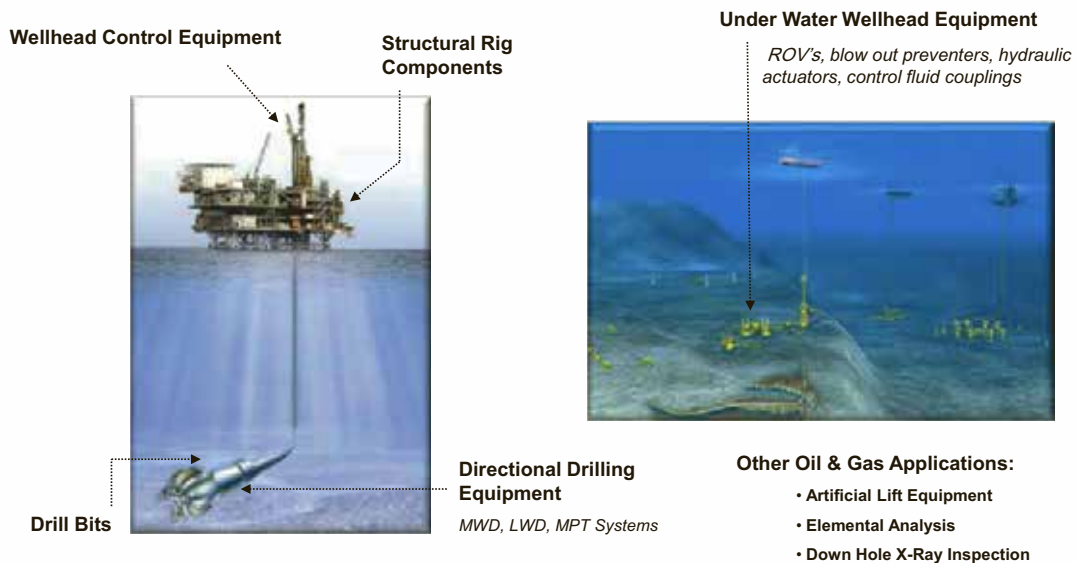 Wellhead Control Equipment
Structural Rig
Components
Drill Bits
Directional Drilling
Equipment
MWD, LWD, MPT Systems
Under Water Wellhead Equipment
ROV's, blow out preventers, hydraulic
actuators, control fluid couplings
Other Oil & Gas Applications:
• Artificial Lift Equipment
• Elemental Analysis
• Down Hole X-Ray Inspection